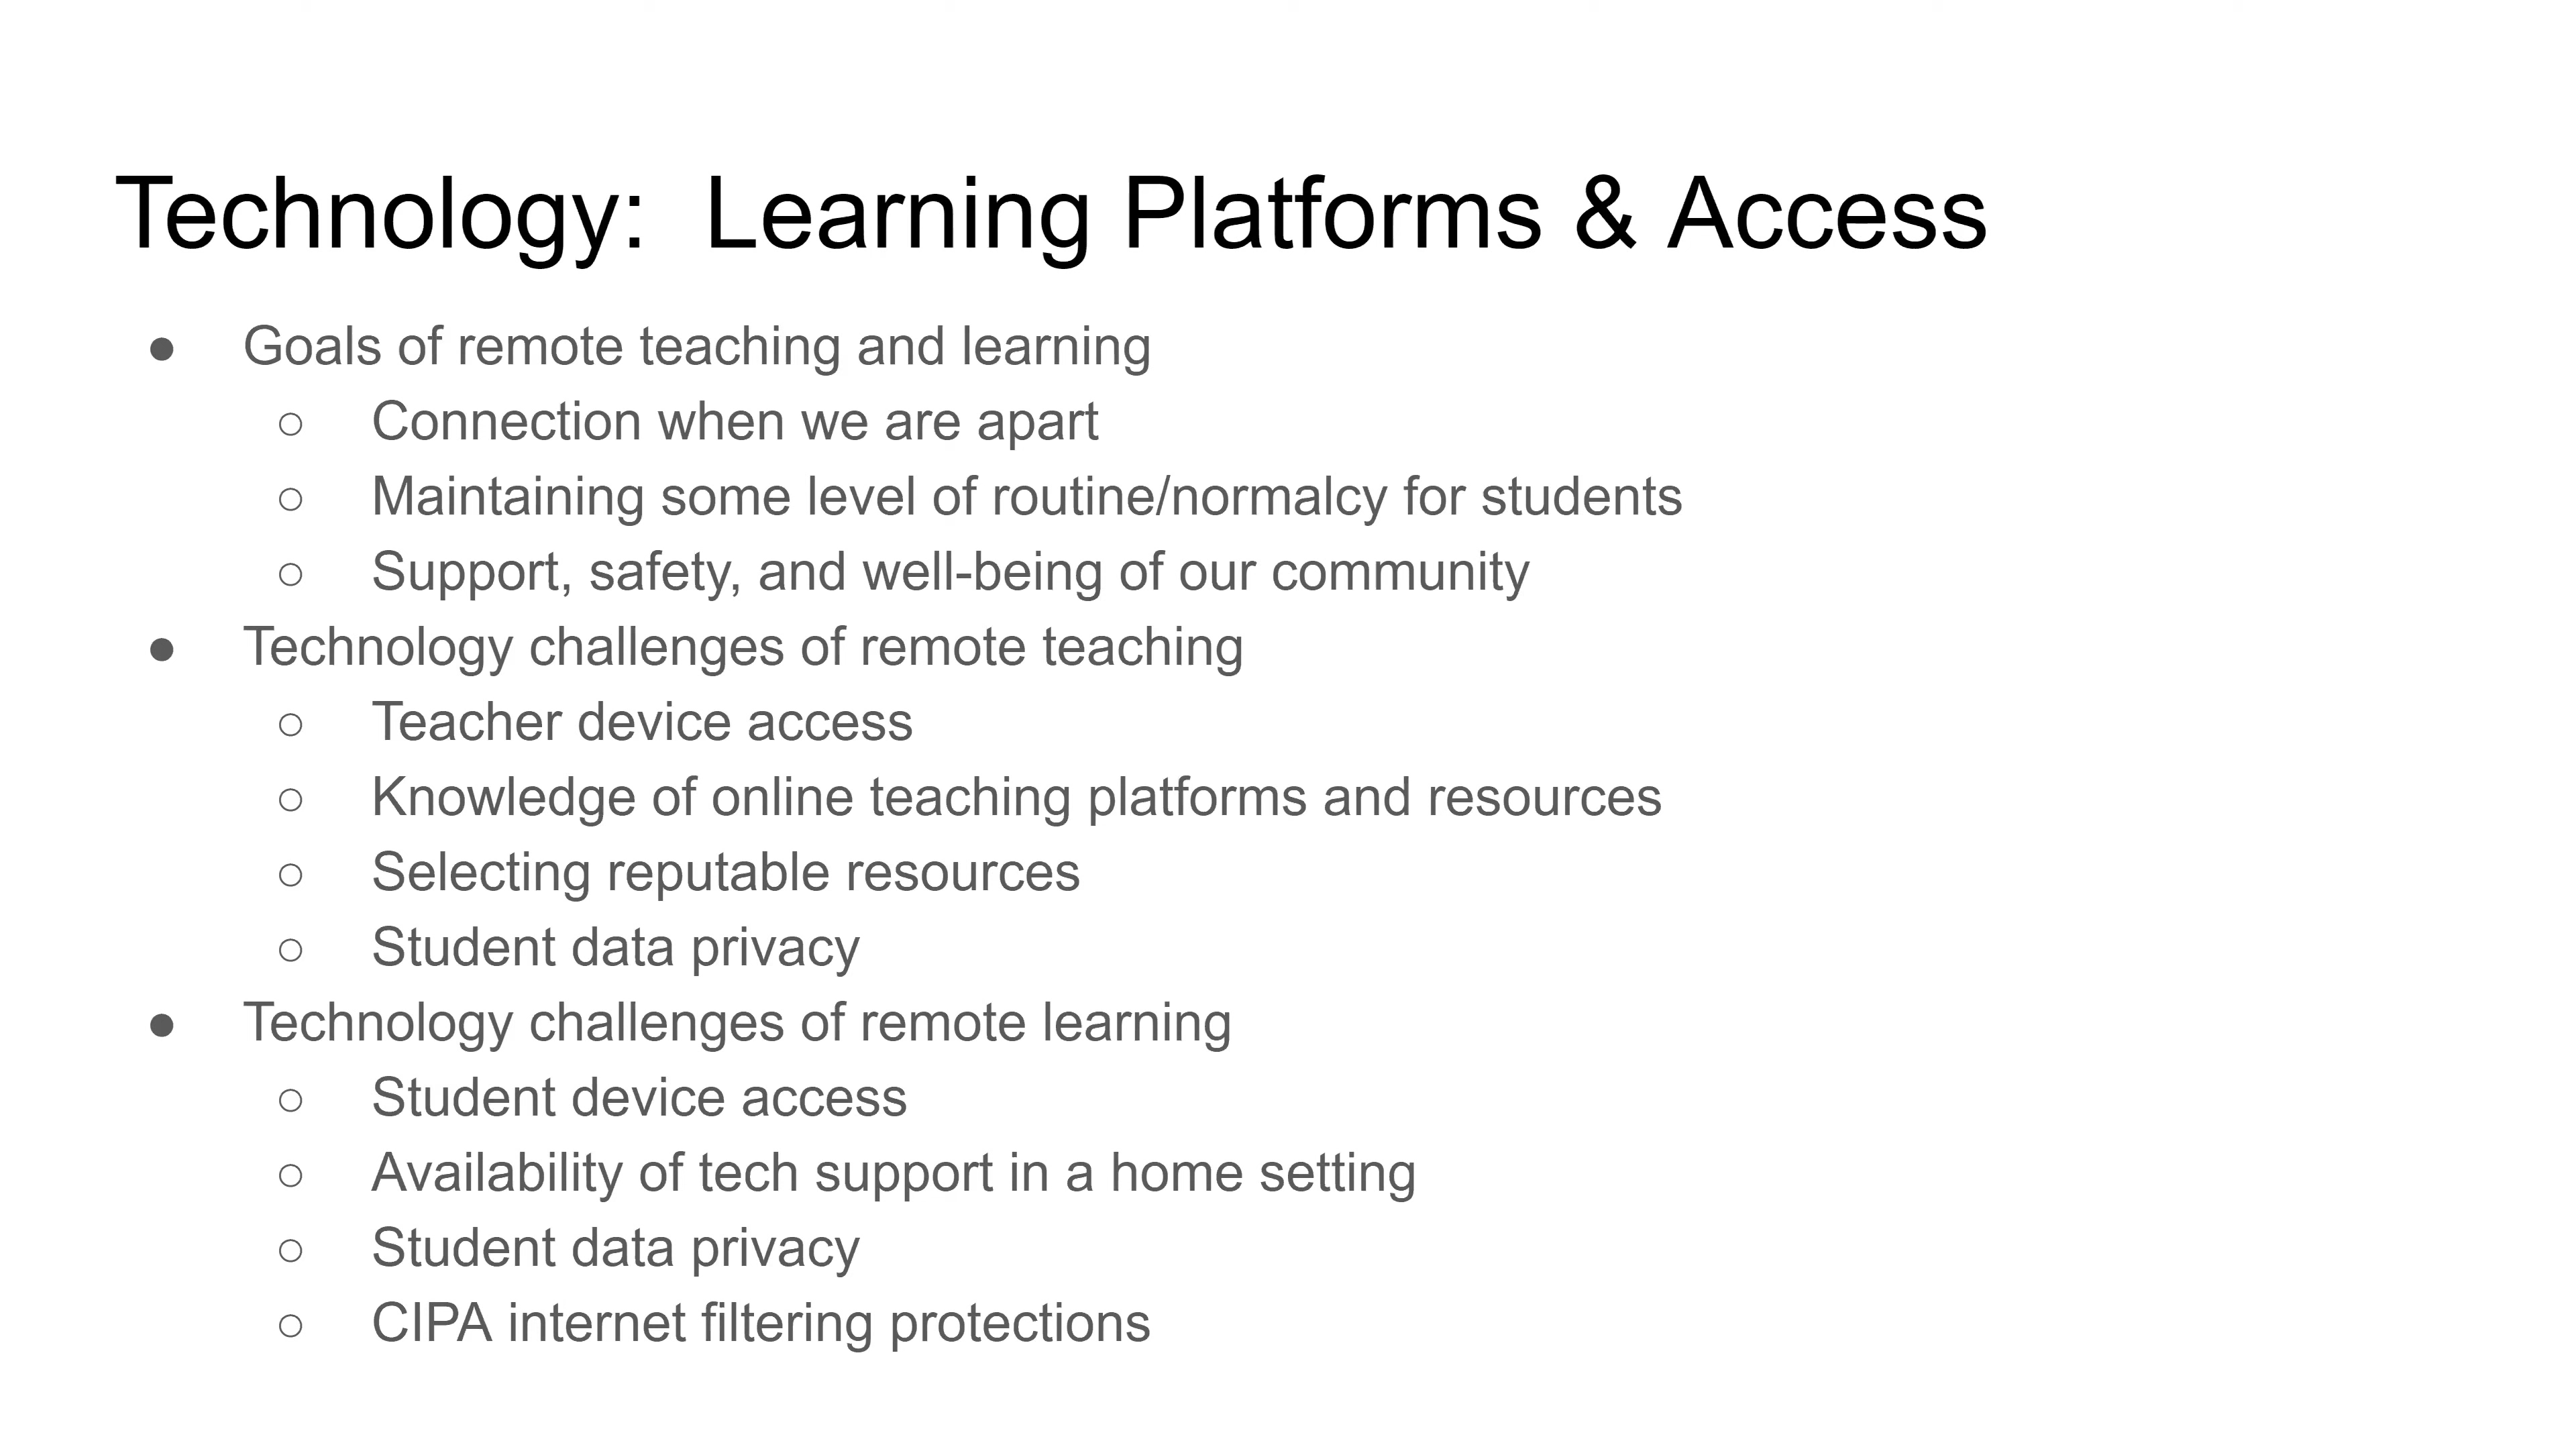 Technology:  Learning Platforms & Access
● Goals of remote teaching and learning
○ Connection when we are apart
○ Maintaining some level of routine/normalcy for students
○ Support, safety, and well-being of our community
● Technology challenges of remote teaching
○ Teacher device access
○ Knowledge of online teaching platforms and resources
○ Selecting reputable resources
○ Student data privacy
● Technology challenges of remote learning
○ Student device access
○ Availability of tech support in a home setting
○ Student data privacy
○ CIPA internet filtering protections